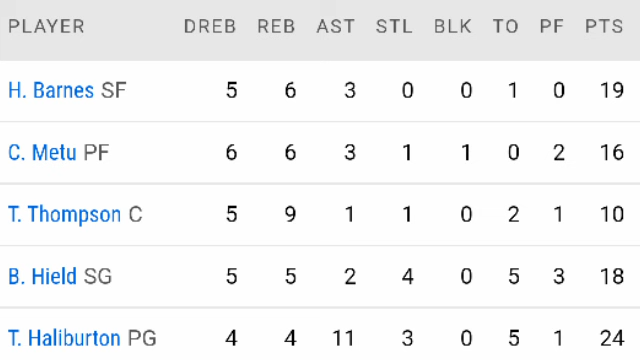 PLAYER DREB REB AST STL BLK TO PF PTS
H. Barnes SF 5 6 3 0 0 1 0 19
C. Metu PF 6 6 3 1 1 0 2 16
T. Thompson C 5 9 1 1 0 2 1 10
B. Hield SG 5 5 2 4 0 5 3 18
T. Haliburton PG 4 4 11 3 0 5 1 24